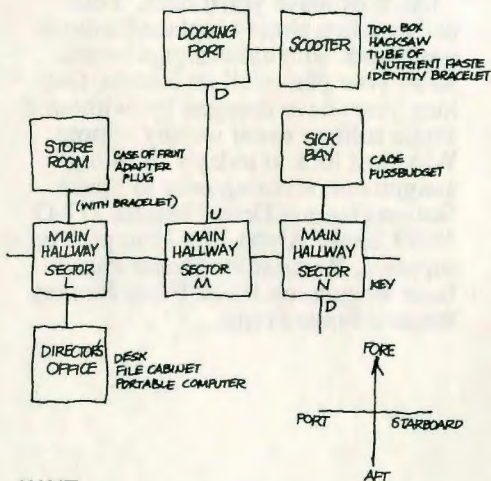 DOCKING
PORT
SCOOTER
TOOL BOX
HACKSAW
TUBE OF
NUTRIENT PASTE
IDENTITY BRACELET
D
STORE
ROOM
CASE OF FRUIT
ADAPTER
PLUG
(WITH BRACELET)
SICK
BAY
CAGE
FUSSBUDGET
U
MAIN
HALLWAY
SECTOR
L
MAIN
HALLWAY
SECTOR
M
MAIN
HALLWAY
SECTOR
N
D
KEY
DIRECTOR'S
OFFICE
DESK
FILE CABINET
PORTABLE COMPUTER
FORE
PORT
STARBOARD
AFT